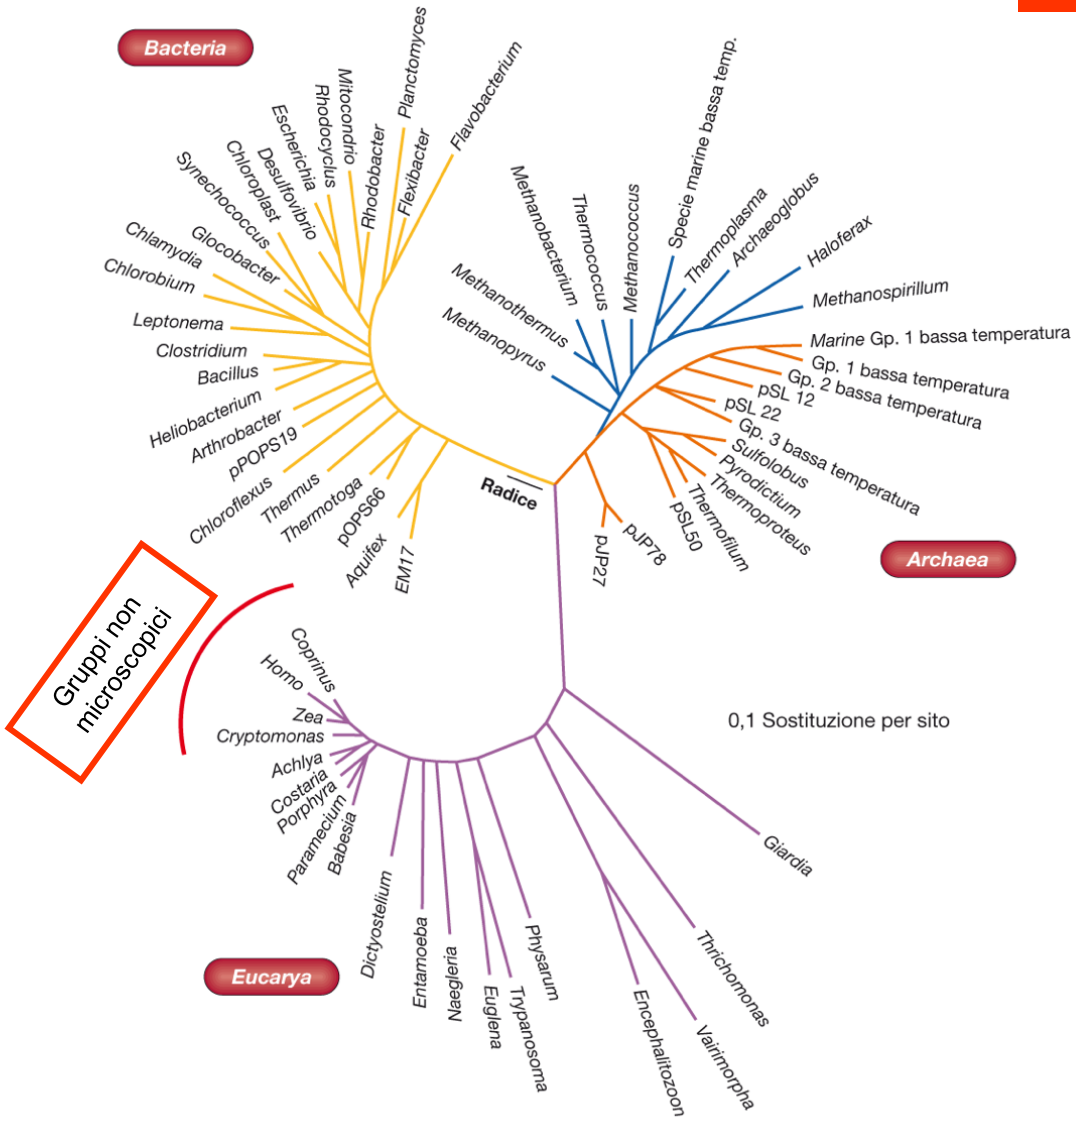 Bacteria
Planctomyces
Flavobacterium
Mitocondrio
Rhodocyclus
Escherichia
Rhodobacter
Flexibacter
Desulfovibrio
Chloroplast
Synechococcus
Glocobacter
Chlamydia
Chlorobium
Leptonema
Clostridium
Bacillus
Heliobacterium
Arthrobacter
pPOPS19
Chloroflexus
Thermus
Thermotoga
pOPS66
Aquifex
EM17
Radice
Methanopyrus
Methanothermus
Methanobacterium
Thermococcus
Methanococcus
Specie marine bassa temp.
Thermoplasma
Archaeoglobus
Haloferax
Methanospirillum
Marine Gp. 1 bassa temperatura
Gp. 1 bassa temperatura
Gp. 2 bassa temperatura
pSL 12
pSL 22
Gp. 3 bassa temperatura
Sulfolobus
Pyrodictium
Thermoproteus
Thermofilum
pSL50
pJP78
pJP27
Archaea
Gruppi non
microscopici
Coprinus
Homo
Zea
Cryptomonas
Achlya
Costaria
Porphyra
Paramecium
Babesia
Dictyostelium
Entamoeba
Naegleria
Euglena
Trypanosoma
Physarum
Encephalitozoon
Vairimorpha
Thrichomonas
Giardia
0,1 Sostituzione per sito
Eucarya